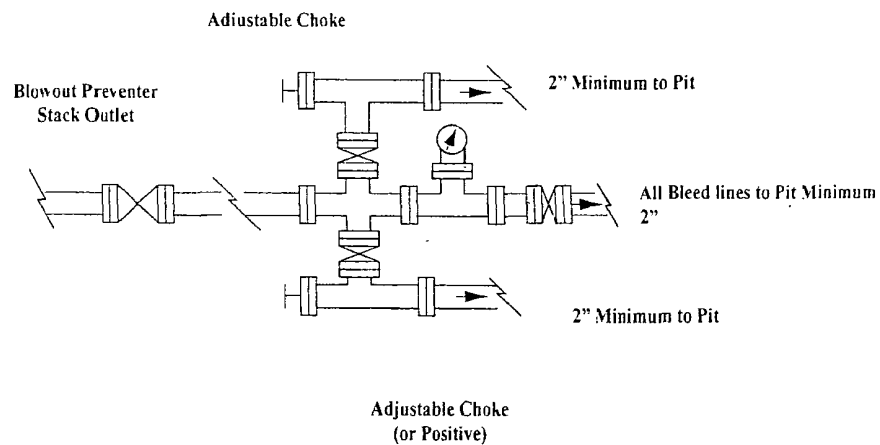 Adjustable Choke
2” Minimum to Pit
Blowout Preventer
Stack Outlet
All Bleed lines to Pit Minimum
2”
2” Minimum to Pit
Adjustable Choke
(or Positive)